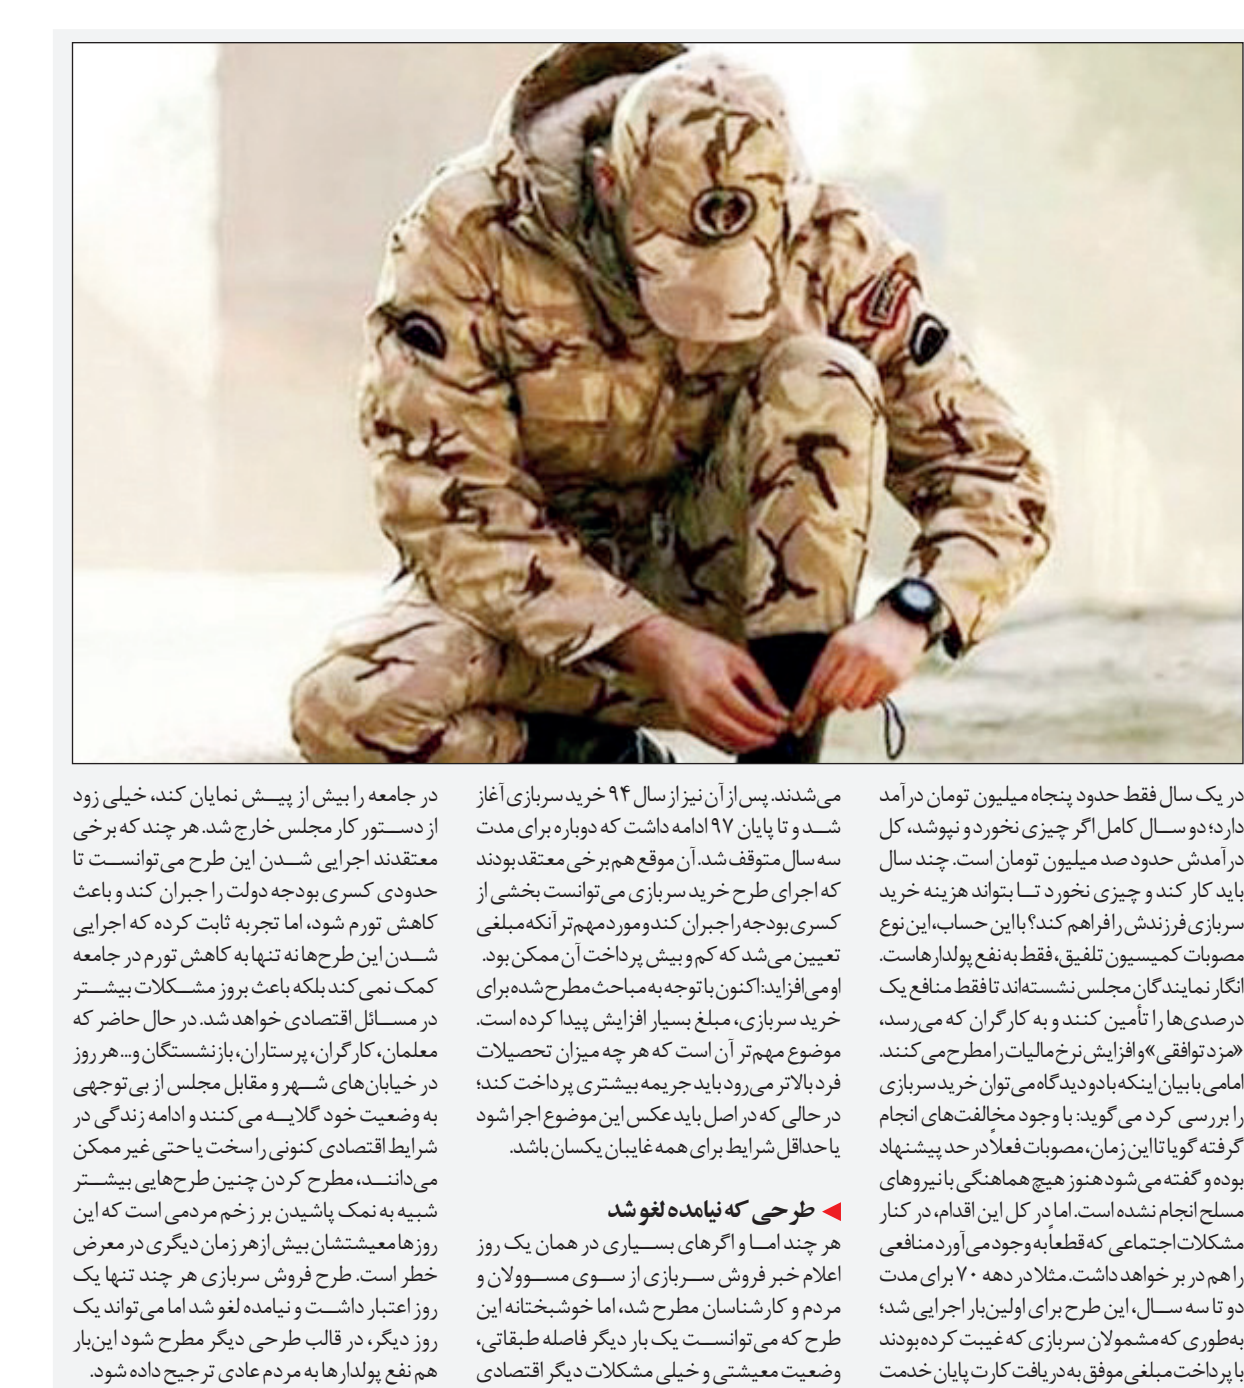 در یک سال فقط حدود پنجاه میلیون تومان درآمد
دارد؛ دو سال کامل اگر چیزی نخورد و نپوشد، کل
درآمدش حدود صد میلیون تومان است. چند سال
باید کار کند و چیزی نخورد تا بتواند هزینه خرید
سربازی فرزندش را فراهم کند؟ با این حساب، این نوع
مصوبات کمیسیون تلفیق، فقط به نفع پولدارهاست.
انگار نمایندگان مجلس نشسته‌اند تا فقط منافع یک
درصدی‌ها را تأمین کنند و به کارگران که می‌رسد،
«مزد توافقی» و افزایش نرخ مالیات را مطرح می‌کنند.
امامی با بیان اینکه با دو دیدگاه می‌توان خرید سربازی
را بررسی کرد می‌گوید: با وجود مخالفت‌های انجام
گرفته گویا تا این زمان، مصوبات فعلاً در حد پیشنهاد
بوده و گفته می‌شود هنوز هیچ هماهنگی با نیروهای
مسلح انجام نشده است. اما در کل این اقدام، در کنار
مشکلات اجتماعی که قطعاً به وجود می‌آورد منافعی
را هم در بر خواهد داشت. مثلا در دهه ۷۰ برای مدت
دو تا سه سال، این طرح برای اولین‌بار اجرایی شد؛
به‌طوری که مشمولان سربازی که غیبت کرده بودند
با پرداخت مبلغی موفق به دریافت کارت پایان خدمت
می‌شدند. پس از آن نیز از سال ۹۴ خرید سربازی آغاز
شد و تا پایان ۹۷ ادامه داشت که دوباره برای مدت
سه سال متوقف شد. آن موقع هم برخی معتقد بودند
که اجرای طرح خرید سربازی می‌توانست بخشی از
کسری بودجه را جبران کند و مورد مهم‌تر آنکه مبلغی
تعیین می‌شد که کم و بیش پرداخت آن ممکن بود.
او می‌افزاید: اکنون با توجه به مباحث مطرح شده برای
خرید سربازی، مبلغ بسیار افزایش پیدا کرده است.
موضوع مهم‌تر آن است که هر چه میزان تحصیلات
فرد بالاتر می‌رود باید جریمه بیشتری پرداخت کند؛
در حالی که در اصل باید عکس این موضوع اجرا شود
یا حداقل شرایط برای همه غایبان یکسان باشد.
طرحی که نیامده لغو شد
هر چند اما و اگرهای بسیاری در همان یک روز
اعلام خبر فروش سربازی از سوی مسوولان و
مردم و کارشناسان مطرح شد، اما خوشبختانه این
طرح که می‌توانست یک بار دیگر فاصله طبقاتی،
وضعیت معیشتی و خیلی مشکلات دیگر اقتصادی
در جامعه را بیش از پیش نمایان کند، خیلی زود
از دستور کار مجلس خارج شد. هر چند که برخی
معتقدند اجرایی شدن این طرح می‌توانست تا
حدودی کسری بودجه دولت را جبران کند و باعث
کاهش تورم شود، اما تجربه ثابت کرده که اجرایی
شدن این طرح‌ها نه تنها به کاهش تورم در جامعه
کمک نمی‌کند بلکه باعث بروز مشکلات بیشتر
در مسائل اقتصادی خواهد شد. در حال حاضر که
معلمان، کارگران، پرستاران، بازنشستگان و... هر روز
در خیابان‌های شهر و مقابل مجلس از بی‌توجهی
به وضعیت خود گلایه می‌کنند و ادامه زندگی در
شرایط اقتصادی کنونی را سخت یا حتی غیر ممکن
می‌دانند، مطرح کردن چنین طرح‌هایی بیشتر
شبیه به نمک پاشیدن بر زخم مردمی است که این
روزها معیشتشان بیش از هر زمان دیگری در معرض
خطر است. طرح فروش سربازی هر چند تنها یک
روز اعتبار داشت و نیامده لغو شد اما می‌تواند یک
روز دیگر، در قالب طرحی دیگر مطرح شود این‌بار
هم نفع پولدارها به مردم عادی ترجیح داده شود.